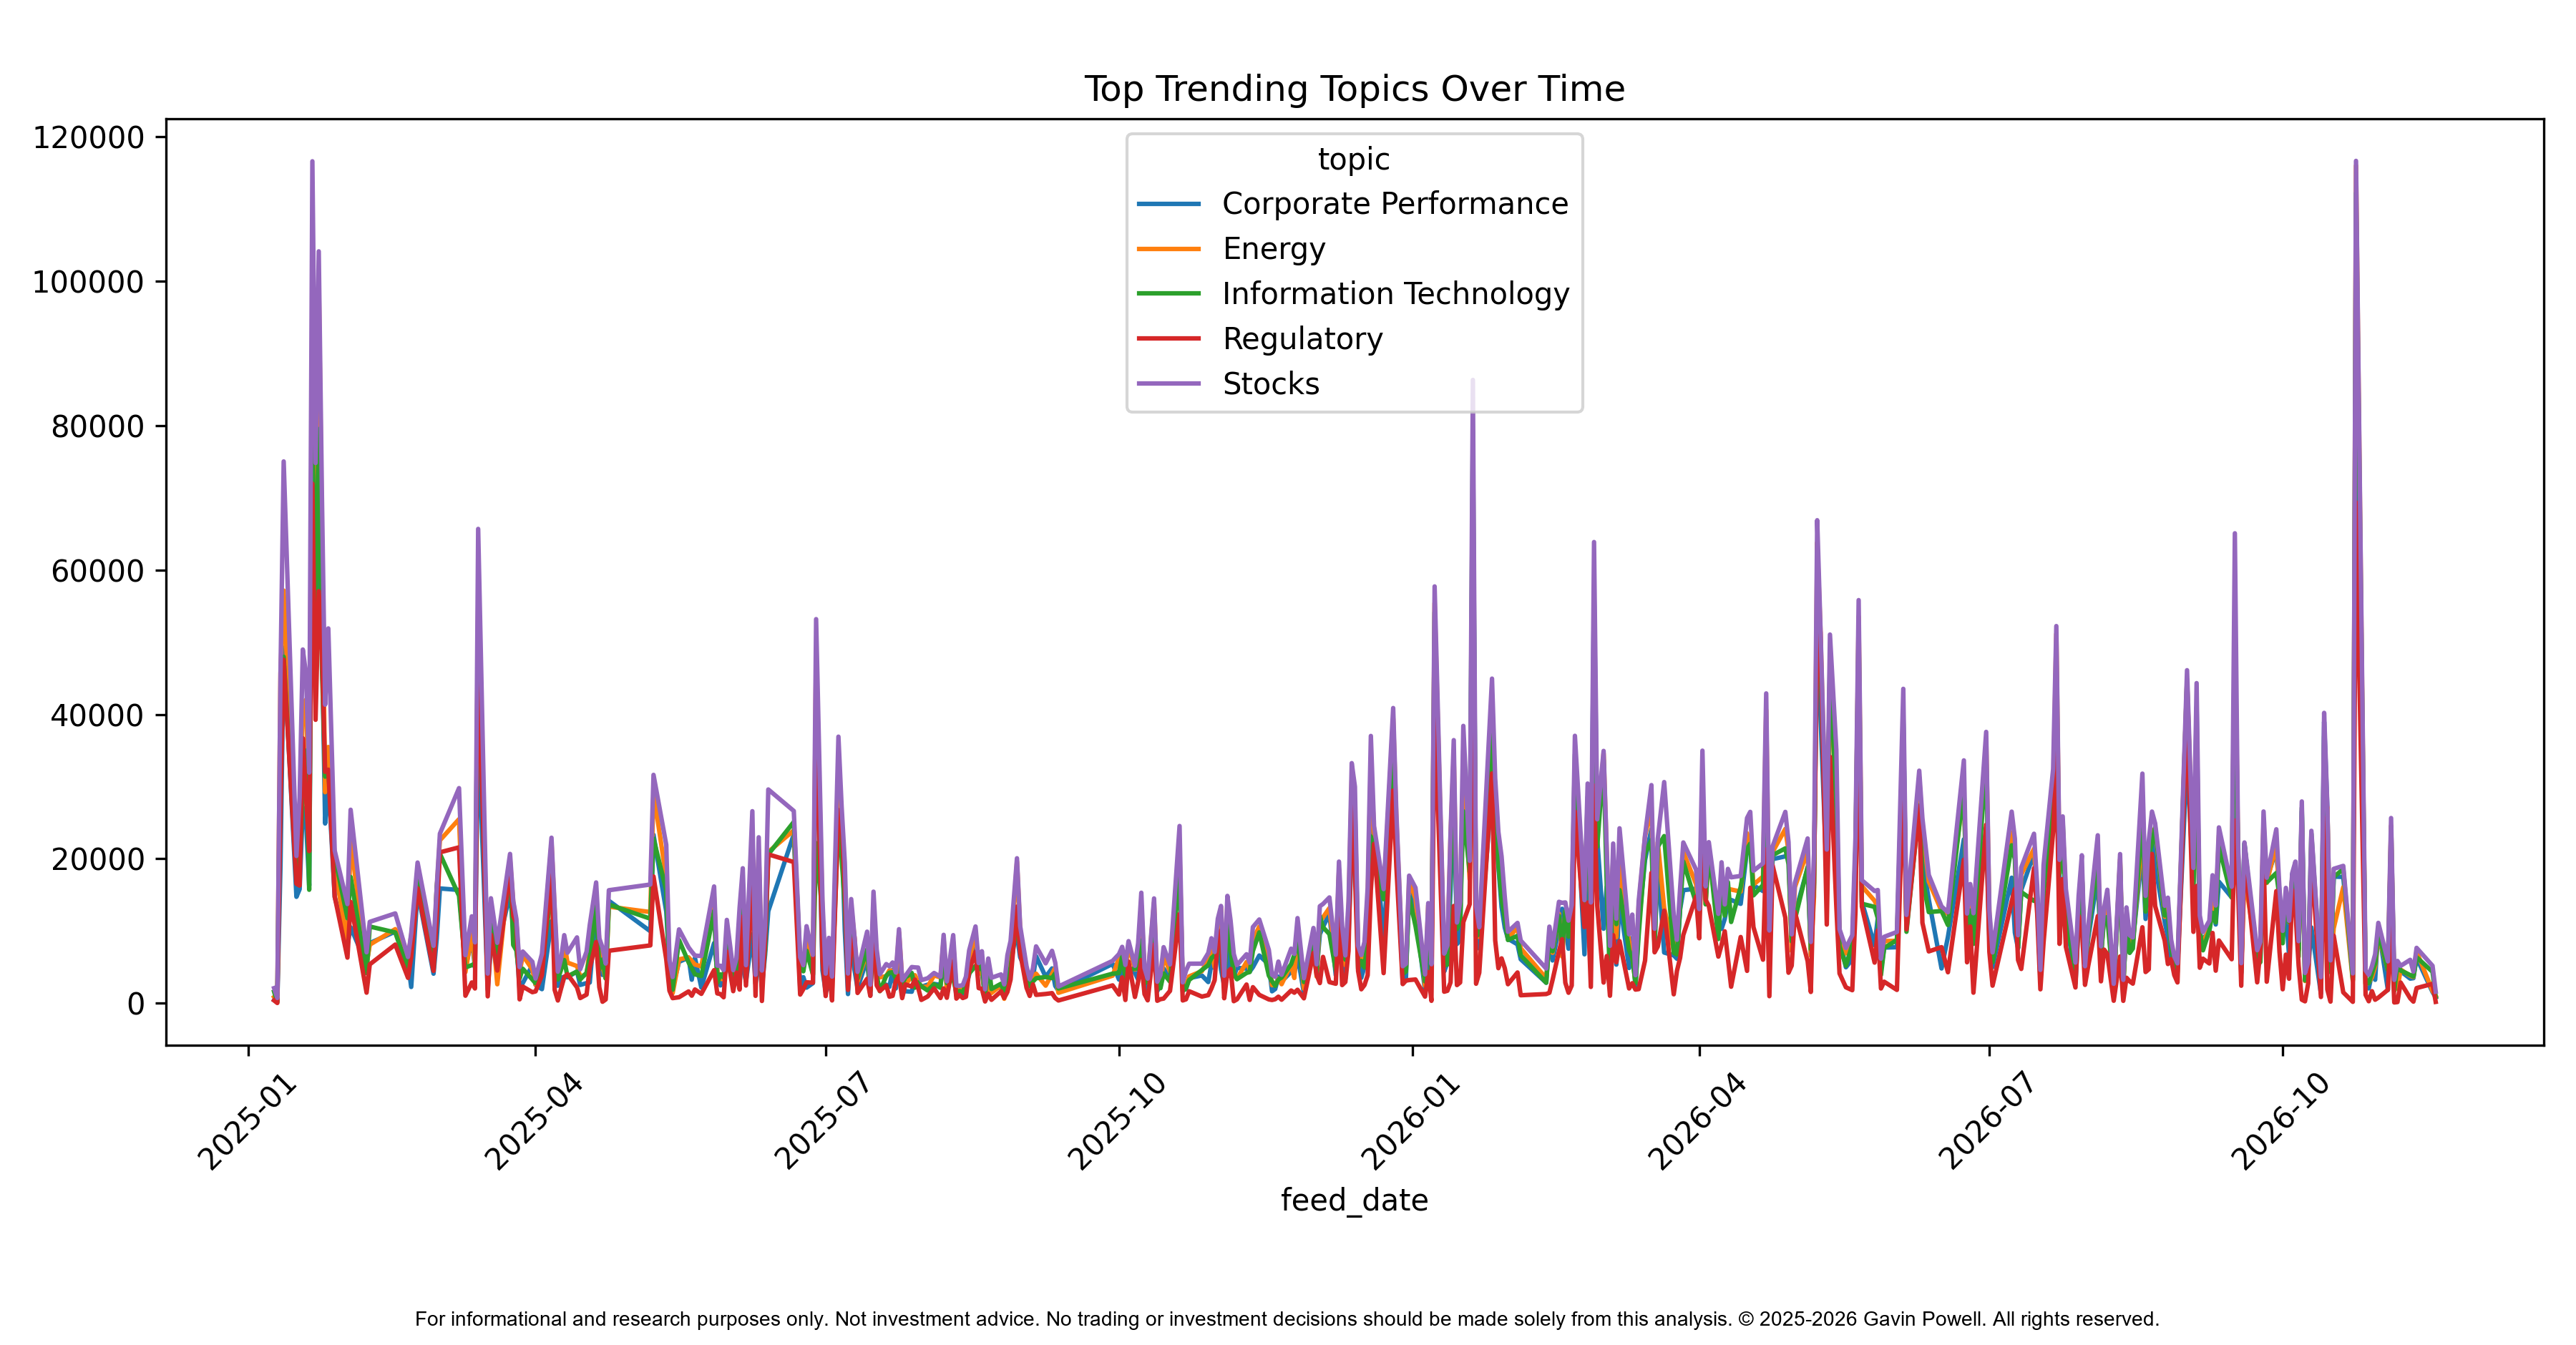 Top Trending Topics Over Time
120000
100000
80000
60000
40000
20000
0
topic
Corporate Performance
Energy
Information Technology
Regulatory
Stocks
2025-01
2025-04
2025-07
2025-10
2026-01
2026-04
2026-07
2026-10
feed_date
For informational and research purposes only. Not investment advice. No trading or investment decisions should be made solely from this analysis. © 2025-2026 Gavin Powell. All rights reserved.